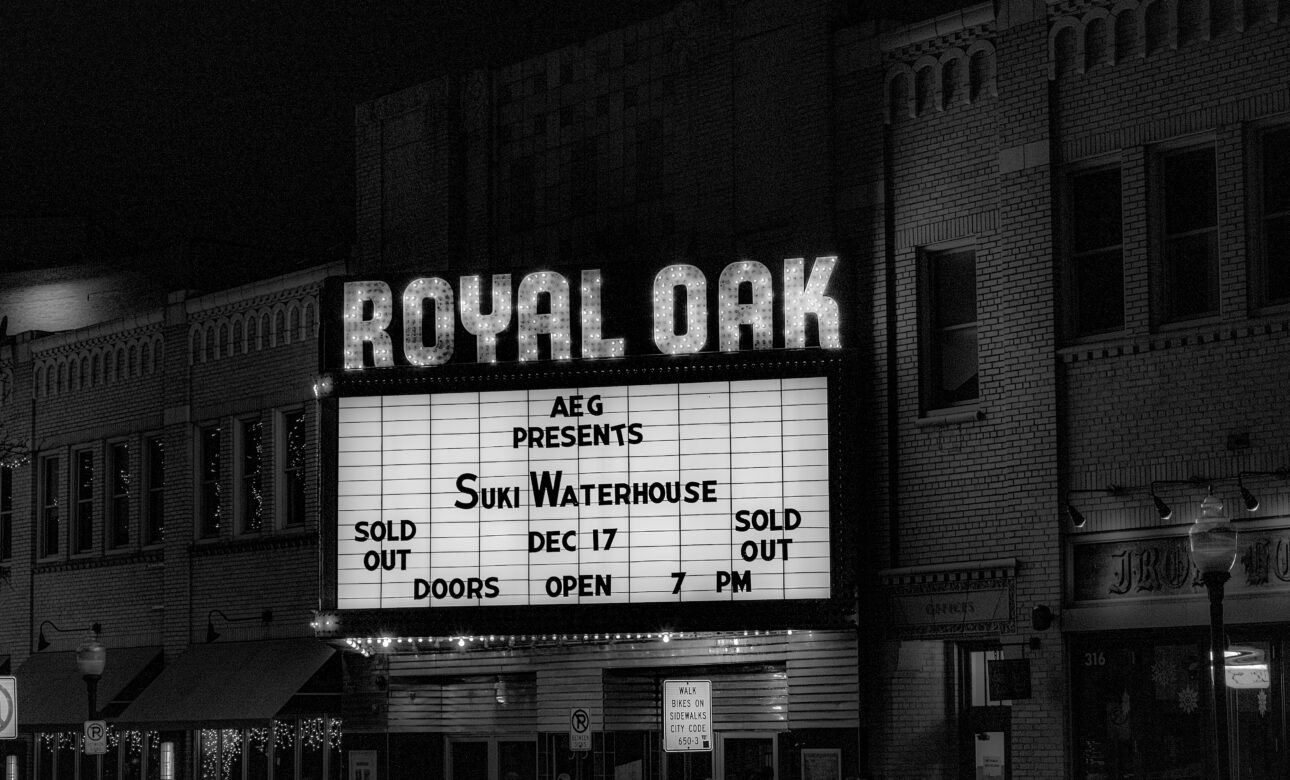 ROYAL OAK
AEG
PRESENTS
SUKI WATERHOUSE
SOLD
OUT
DEC 17
SOLD
OUT
DOORS OPEN 7 PM
OFFICES
316
WALK
BIKES ON
SIDEWALKS
CITY CODE
650-3